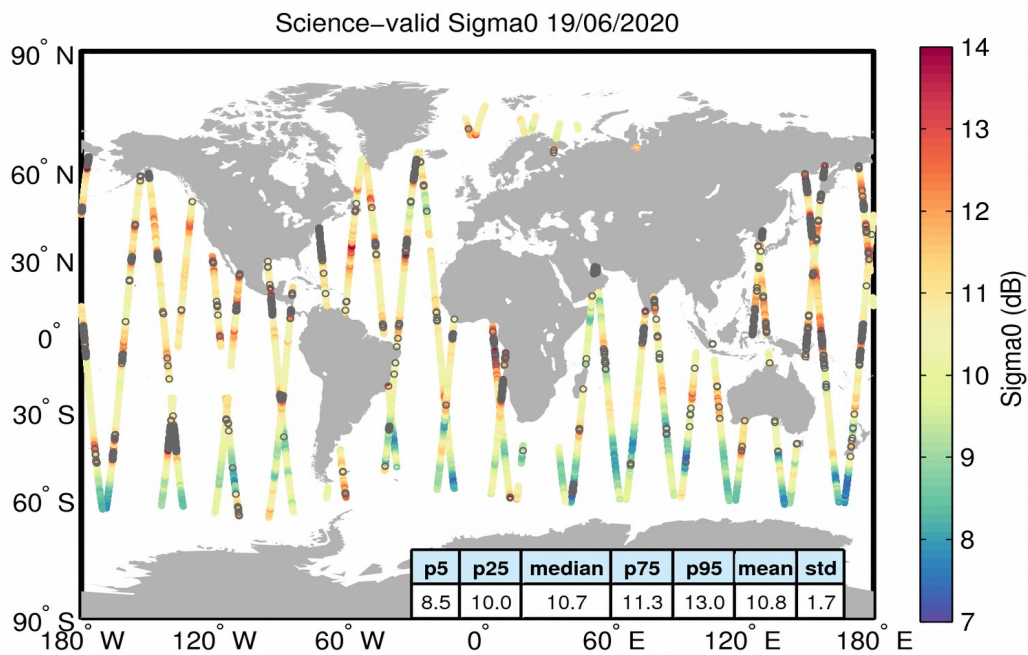 Science−valid Sigma0 19/06/2020
90° N
60° N
30° N
0°
30° S
60° S
90° S
180° W
120° W
60° W
0°
60° E
120° E
180° E
p5 p25 median p75 p95 mean std
8.5 10.0 10.7 11.3 13.0 10.8 1.7
14
13
12
11
10
9
8
7
Sigma0 (dB)